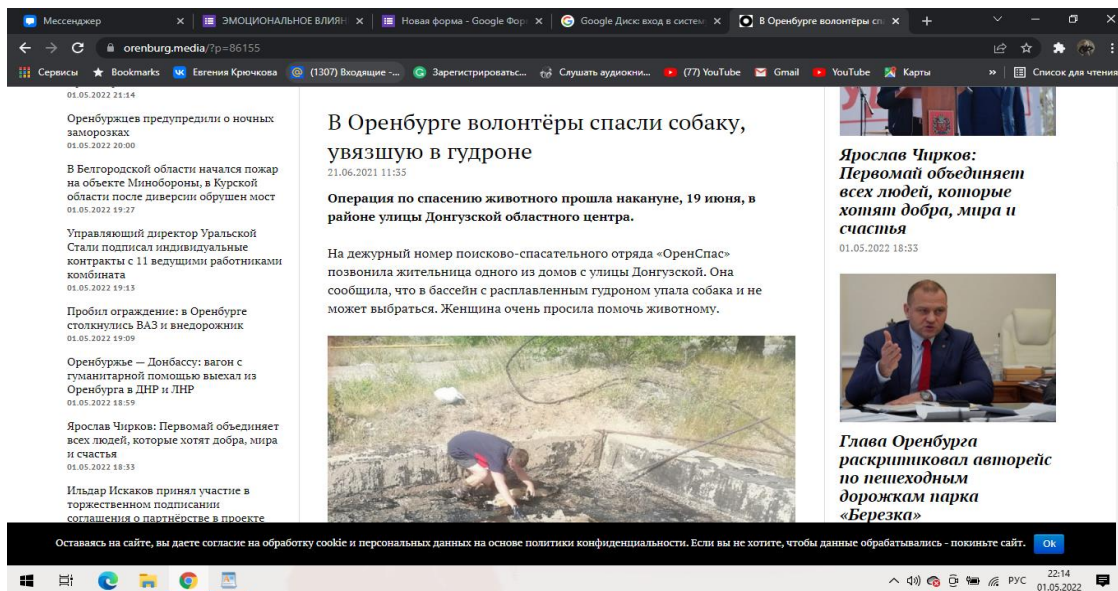 Мессенджер
ЭМОЦИОНАЛЬНОЕ ВЛИЯН
Новая форма - Google Фор
Google Диск: вход в систем
В Оренбурге волонтёры сп
orenburg.media/?p=86155
Сервисы
Bookmarks
Евгения Крючкова
(1307) Входящие -...
Зарегистрироватьс...
Слушать аудиокни...
(77) YouTube
Gmail
YouTube
Карты
»
Список для чтения
01.05.2022 21:14
Оренбуржцев предупредили о ночных
заморозках
01.05.2022 20:00
В Белгородской области начался пожар
на объекте Минобороны, в Курской
области после диверсии обрушен мост
01.05.2022 19:27
Управляющий директор Уральской
Стали подписал индивидуальные
контракты с 11 ведущими работниками
комбината
01.05.2022 19:13
Пробил ограждение: в Оренбурге
столкнулись ВАЗ и внедорожник
01.05.2022 19:09
Оренбуржье — Донбассу: вагон с
гуманитарной помощью выехал из
Оренбурга в ДНР и ЛНР
01.05.2022 18:59
Ярослав Чирков: Первомай объединяет
всех людей, которые хотят добра, мира
и счастья
01.05.2022 18:33
Ильдар Искаков принял участие в
торжественном подписании
соглашения о партнёрстве в проекте
В Оренбурге волонтёры спасли собаку,
увязшую в гудроне
21.06.2021 11:35
Операция по спасению животного прошла накануне, 19 июня, в
районе улицы Донгузской областного центра.
На дежурный номер поисково-спасательного отряда «ОренСпас»
позвонила жительница одного из домов с улицы Донгузской. Она
сообщила, что в бассейн с расплавленным гудроном упала собака и не
может выбраться. Женщина очень просила помочь животному.
Ярослав Чирков:
Первомай объединяет
всех людей, которые
хотят добра, мира и
счастья
01.05.2022 18:33
Глава Оренбурга
раскритиковал авторейс
по пешеходным
дорожкам парка
«Березка»
Оставаясь на сайте, вы даете согласие на обработку cookie и персональных данных на основе политики конфиденциальности. Если вы не хотите, чтобы данные обрабатывались - покиньте сайт.
Ok
РУС
22:14
01.05.2022